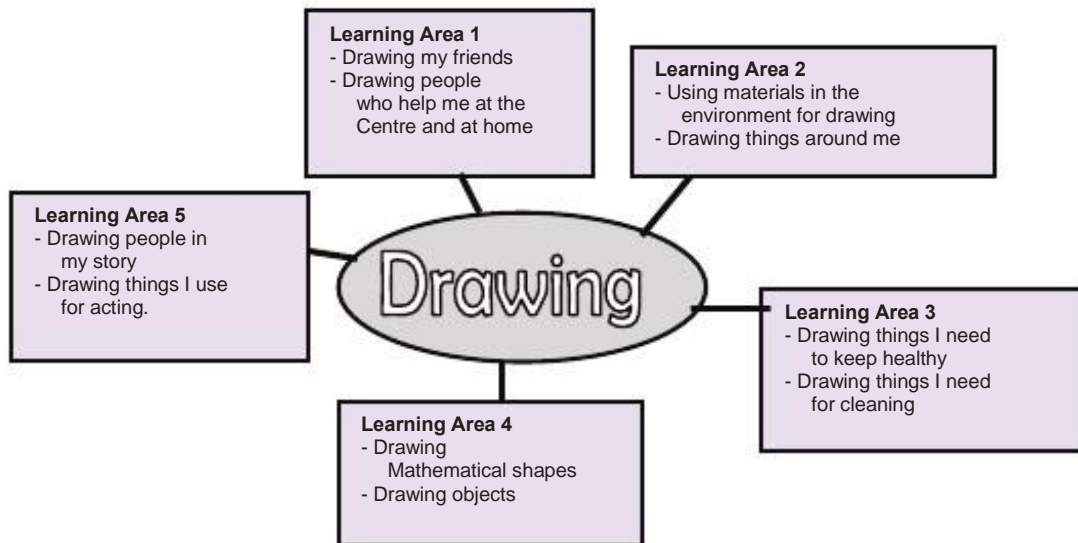 Learning Area 1
- Drawing my friends
- Drawing people
who help me at the
Centre and at home
Learning Area 2
- Using materials in the
environment for drawing
- Drawing things around me
Learning Area 5
- Drawing people in
my story
- Drawing things I use
for acting.
Drawing
Learning Area 3
- Drawing things I need
to keep healthy
- Drawing things I need
for cleaning
Learning Area 4
- Drawing
Mathematical shapes
- Drawing objects